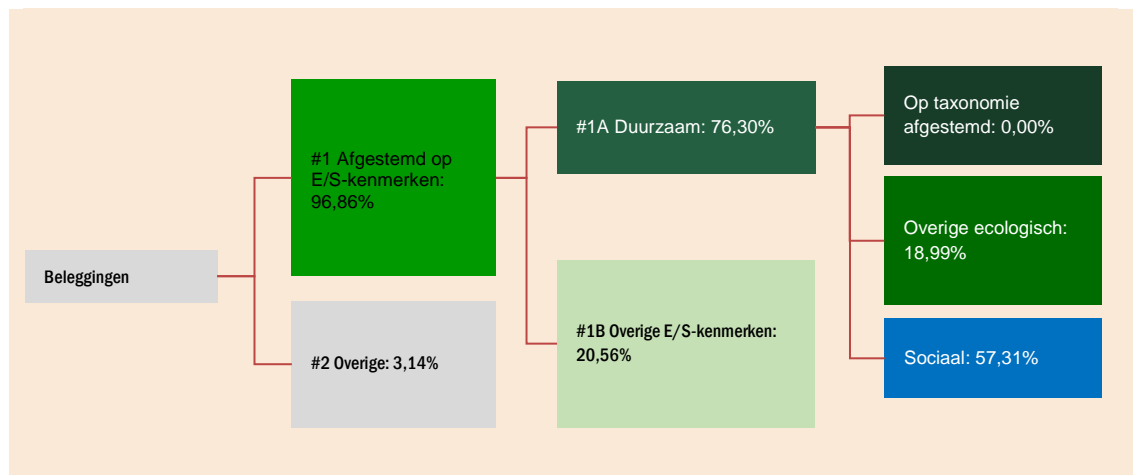 Beleggingen
#1 Afgestemd op
E/S-kenmerken:
96,86%
#2 Overige: 3,14%
#1A Duurzaam: 76,30%
#1B Overige E/S-kenmerken:
20,56%
Op taxonomie
afgestemd: 0,00%
Overige ecologisch:
18,99%
Sociaal: 57,31%